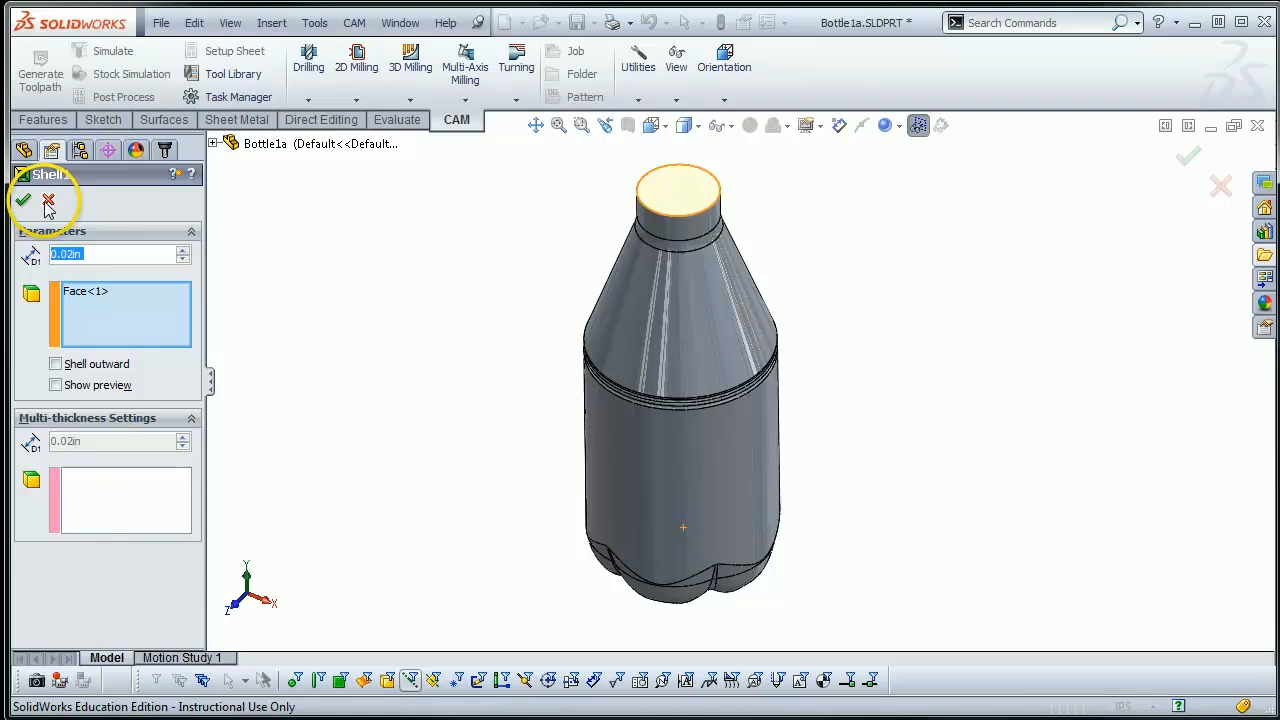 SOLIDWORKS File Edit View Insert Tools CAM Window Help Bottle1a.SLDPRT * Search Commands
Generate Toolpath
Simulate
Stock Simulation
Post Process
Setup Sheet
Tool Library
Task Manager
Drilling
2D Milling
3D Milling
Multi-Axis Milling
Turning
Job
Folder
Pattern
Utilities
View
Orientation
Features Sketch Surfaces Sheet Metal Direct Editing Evaluate CAM
Bottle1a (Default<<Default...
Shell1
Parameters
D1 0.02in
Face<1>
Shell outward
Show preview
Multi-thickness Settings
D1 0.02in
Y
Z X
Model Motion Study 1
SolidWorks Education Edition - Instructional Use Only IPS